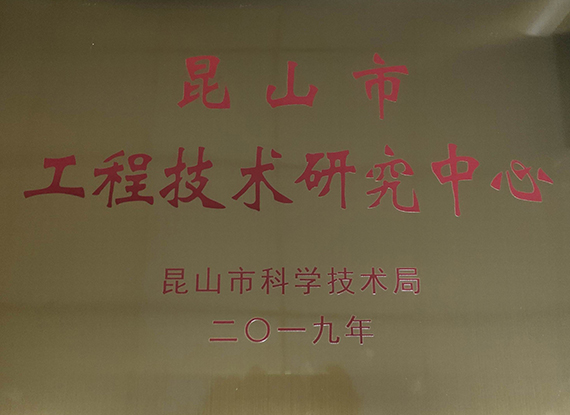 昆山市
工程技术研究中心
昆山市科学技术局
二〇一九年